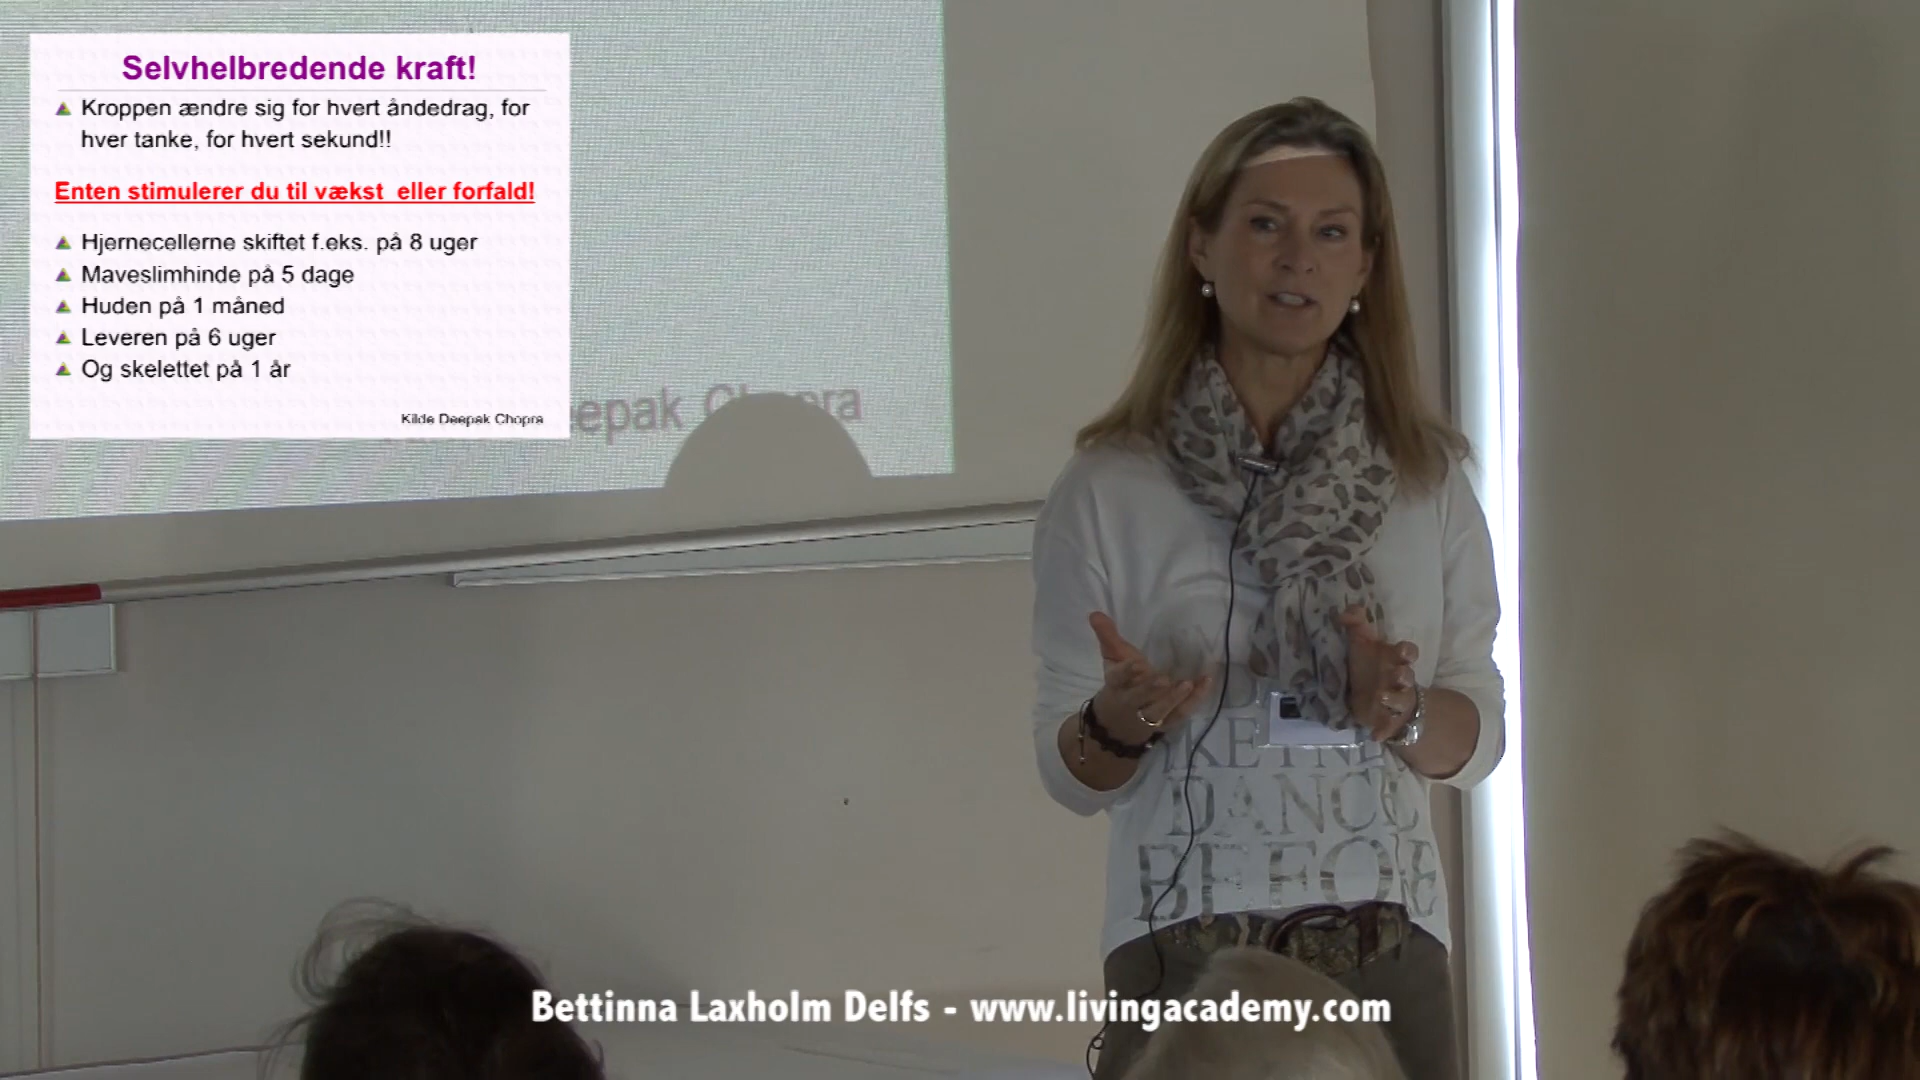 Selvhelbredende kraft!
Kroppen ændre sig for hvert åndedrag, for
hver tanke, for hvert sekund!!
Enten stimulerer du til vækst eller forfald!
Hjernecellerne skiftet f.eks. på 8 uger
Maveslimhinde på 5 dage
Huden på 1 måned
Leveren på 6 uger
Og skelettet på 1 år
Kilde Deepak Chopra
DANCE
BEFORE
Bettinna Laxholm Delfs - www.livingacademy.com